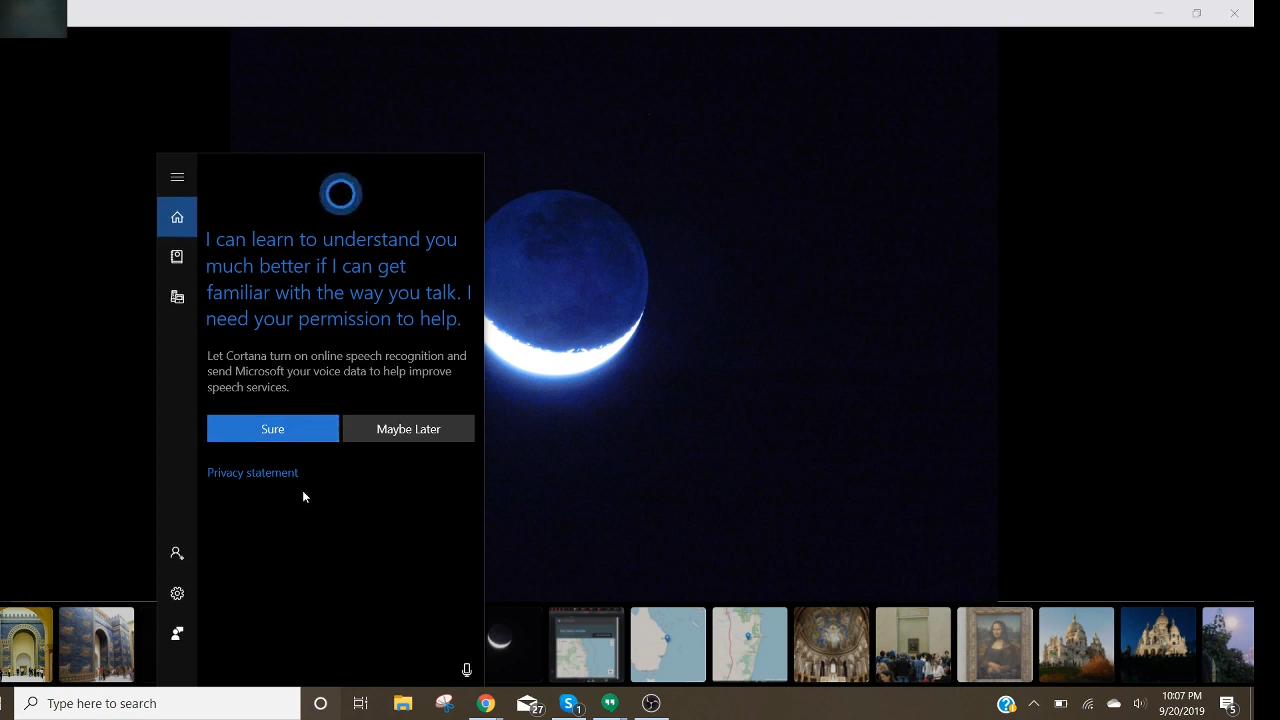 I can learn to understand you
much better if I can get
familiar with the way you talk. I
need your permission to help.
Let Cortana turn on online speech recognition and
send Microsoft your voice data to help improve
speech services.
Sure
Maybe Later
Privacy statement
Type here to search
27
1
10:07 PM
9/20/2019
5